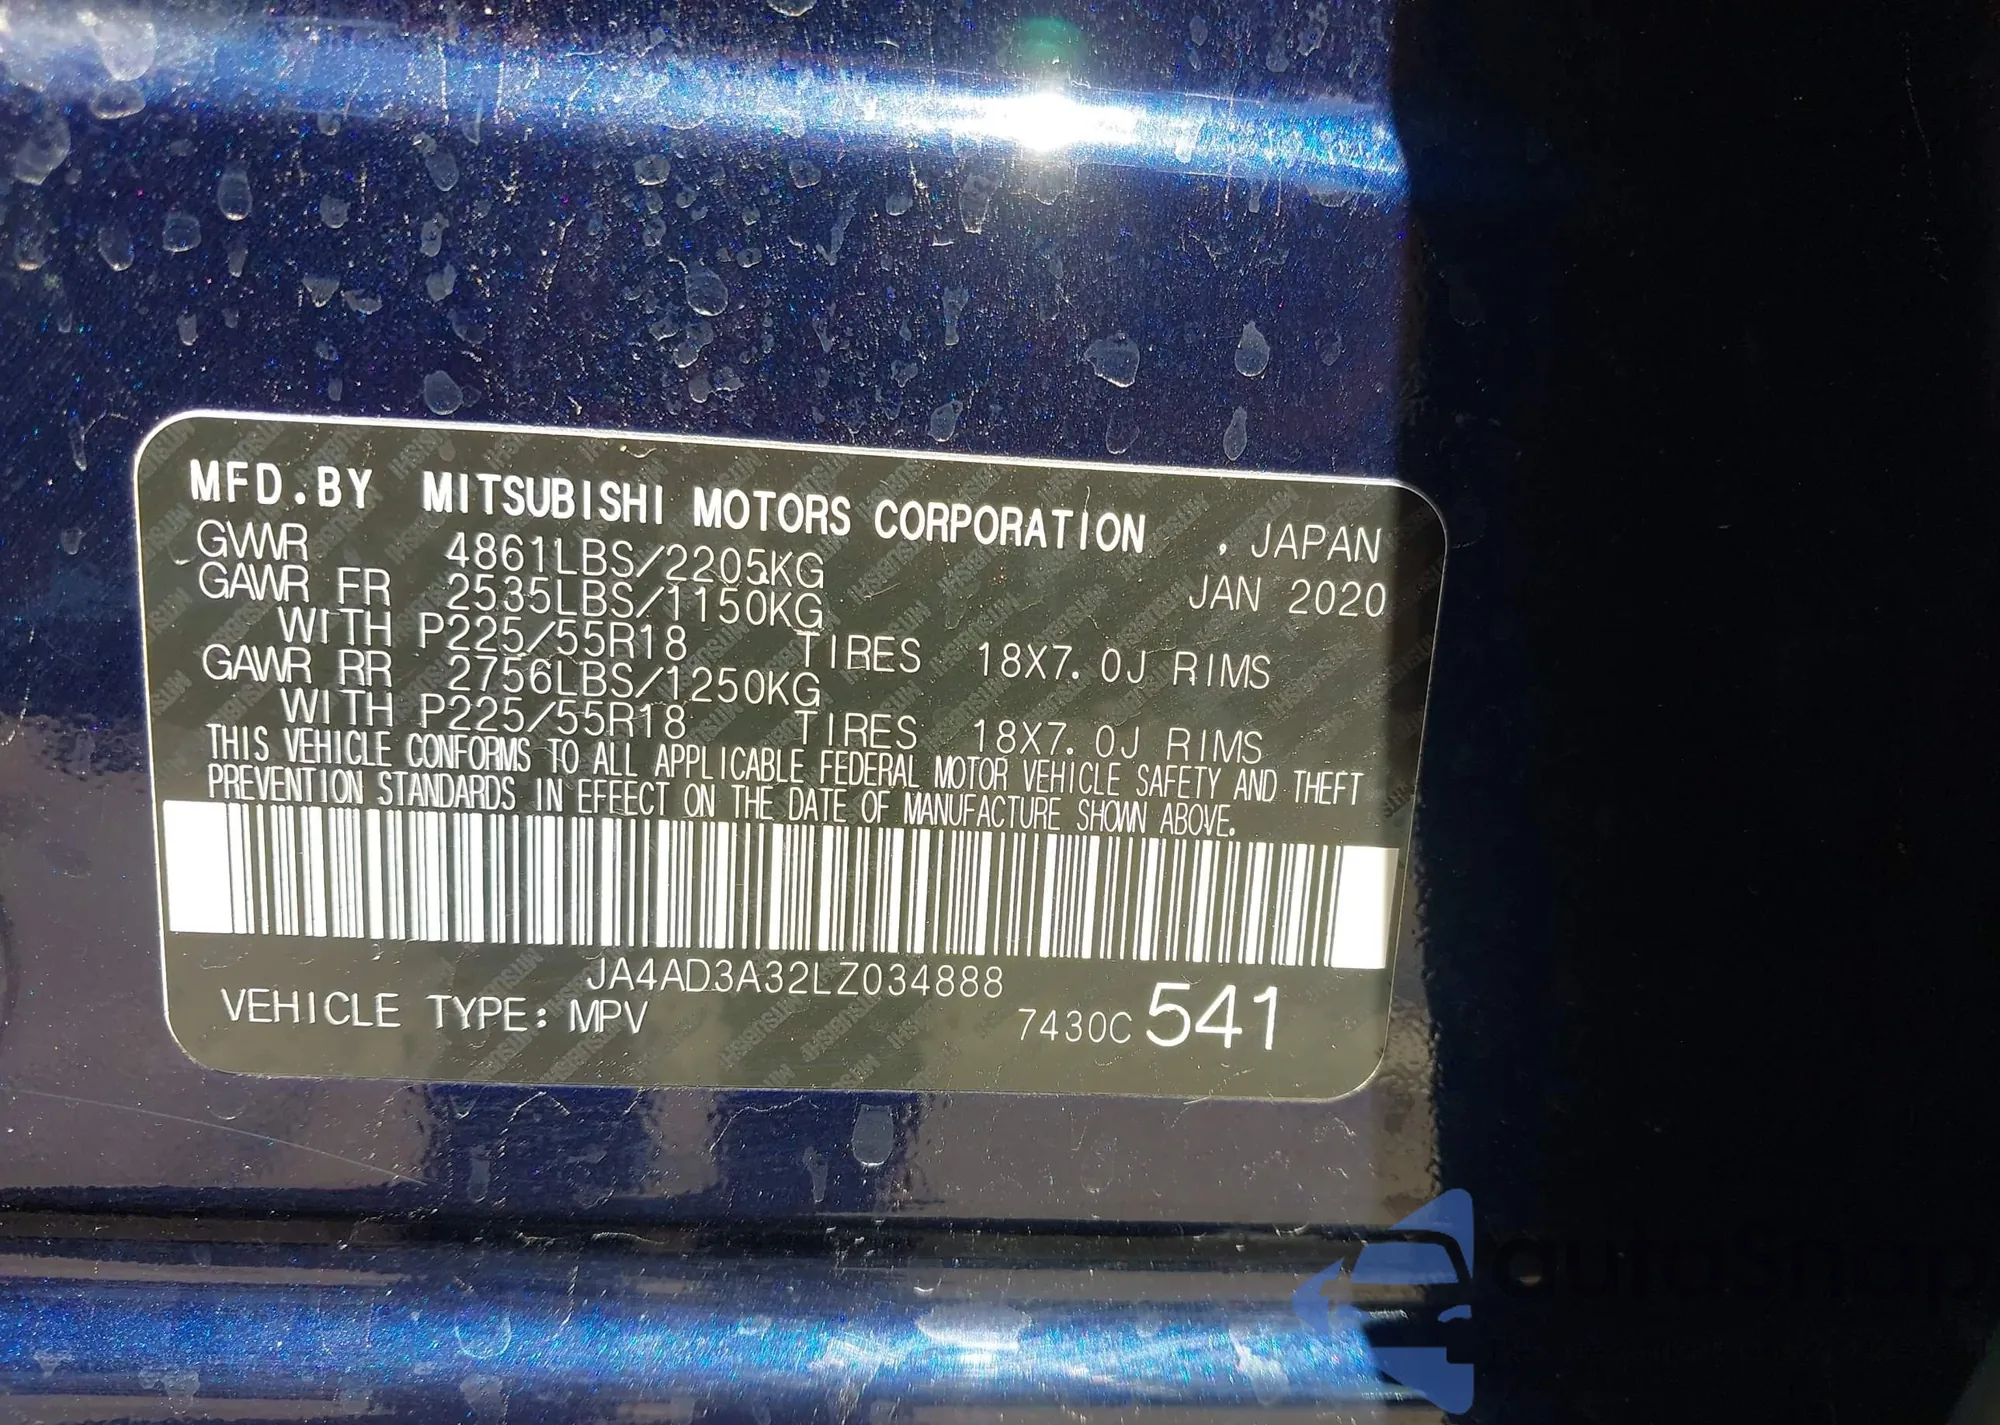 MFD.BY MITSUBISHI MOTORS CORPORATION , JAPAN
GVWR 4861LBS/2205KG JAN 2020
GAWR FR 2535LBS/1150KG
WITH P225/55R18 TIRES 18X7.0J RIMS
GAWR RR 2756LBS/1250KG
WITH P225/55R18 TIRES 18X7.0J RIMS
THIS VEHICLE CONFORMS TO ALL APPLICABLE FEDERAL MOTOR VEHICLE SAFETY AND THEFT
PREVENTION STANDARDS IN EFFECT ON THE DATE OF MANUFACTURE SHOWN ABOVE.
JA4AD3A32LZ034888
VEHICLE TYPE: MPV 7430C 541